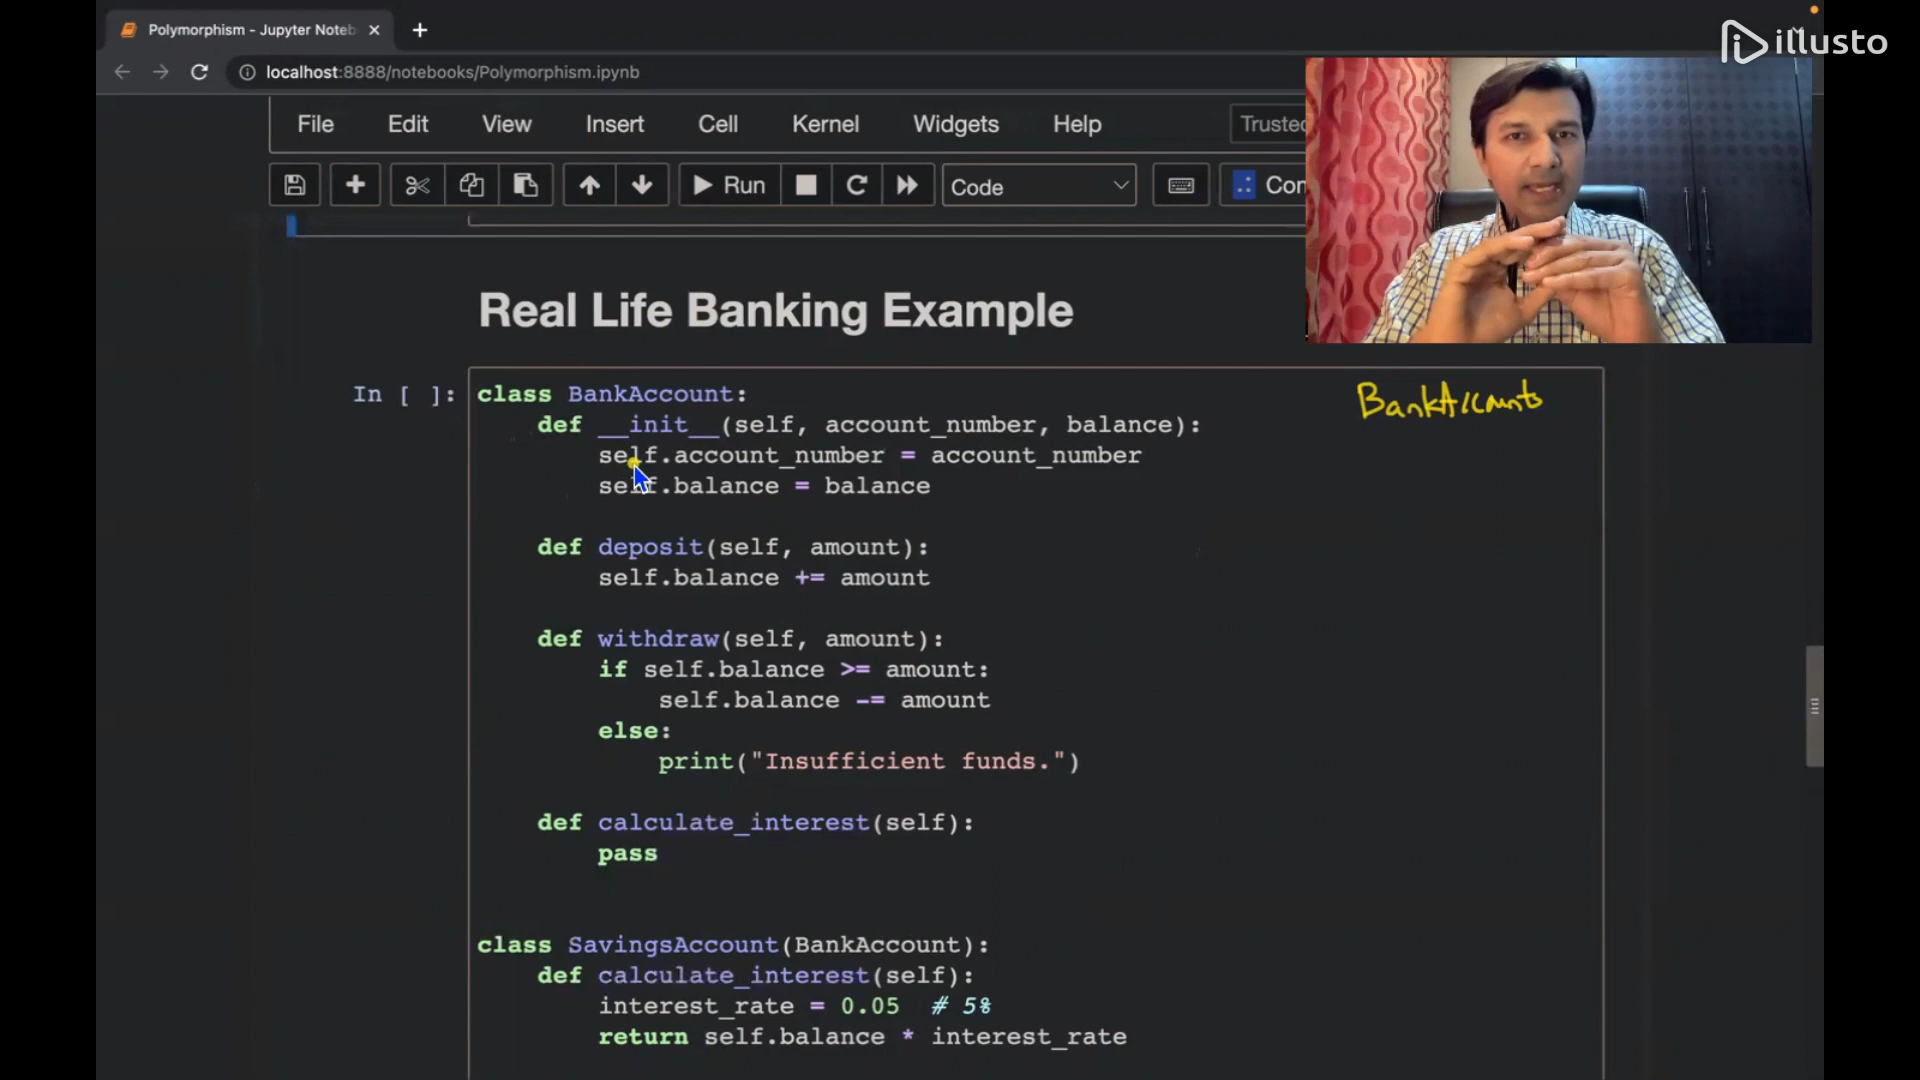 Polymorphism - Jupyter Noteb
illusto
localhost:8888/notebooks/Polymorphism.ipynb
File Edit View Insert Cell Kernel Widgets Help Trusted
Run Code
Real Life Banking Example
In [ ]:
class BankAccount:
    def __init__(self, account_number, balance):
        self.account_number = account_number
        self.balance = balance
    def deposit(self, amount):
        self.balance += amount
    def withdraw(self, amount):
        if self.balance >= amount:
            self.balance -= amount
        else:
            print("Insufficient funds.")
    def calculate_interest(self):
        pass
class SavingsAccount(BankAccount):
    def calculate_interest(self):
        interest_rate = 0.05  # 5%
        return self.balance * interest_rate
BankAccounts